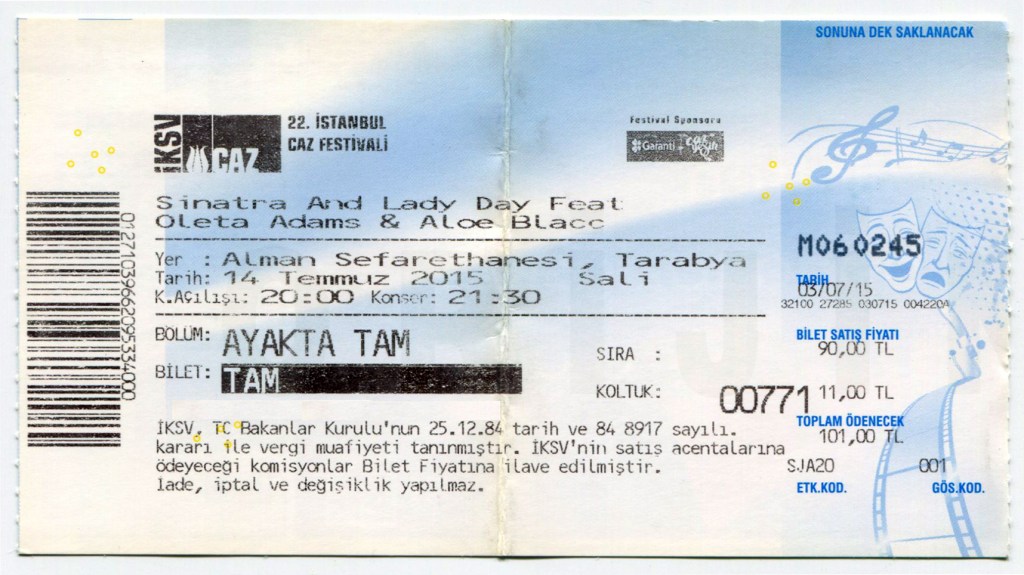 SONUNA DEK SAKLANACAK
İKSV CAZ
22. İSTANBUL
CAZ FESTİVALİ
Festival Sponsoru
Garanti +
Sinatra And Lady Day Feat
Oleta Adams & Aloe Blacc
Yer : Alman Sefarethanesi, Tarabya
Tarih: 14 Temmuz 2015 Sali
K.Açılışı: 20:00 Konser: 21:30
BÖLÜM: AYAKTA TAM
BİLET: TAM
SIRA :
KOLTUK: 00771
İKSV, TC Bakanlar Kurulu'nun 25.12.84 tarih ve 84 8917 sayılı.
kararı ile vergi muafiyeti tanınmıştır. İKSV'nin satış acentalarına
ödeyeceği komisyonlar Bilet Fiyatına ilave edilmiştir.
İade, iptal ve değişiklik yapılmaz.
M060245
TARİH
03/07/15
32100 27285 030715 004220A
BİLET SATIŞ FİYATI
90,00 TL
11,00 TL
TOPLAM ÖDENECEK
101,00 TL
SJA20 001
ETK.KOD. GÖS.KOD.